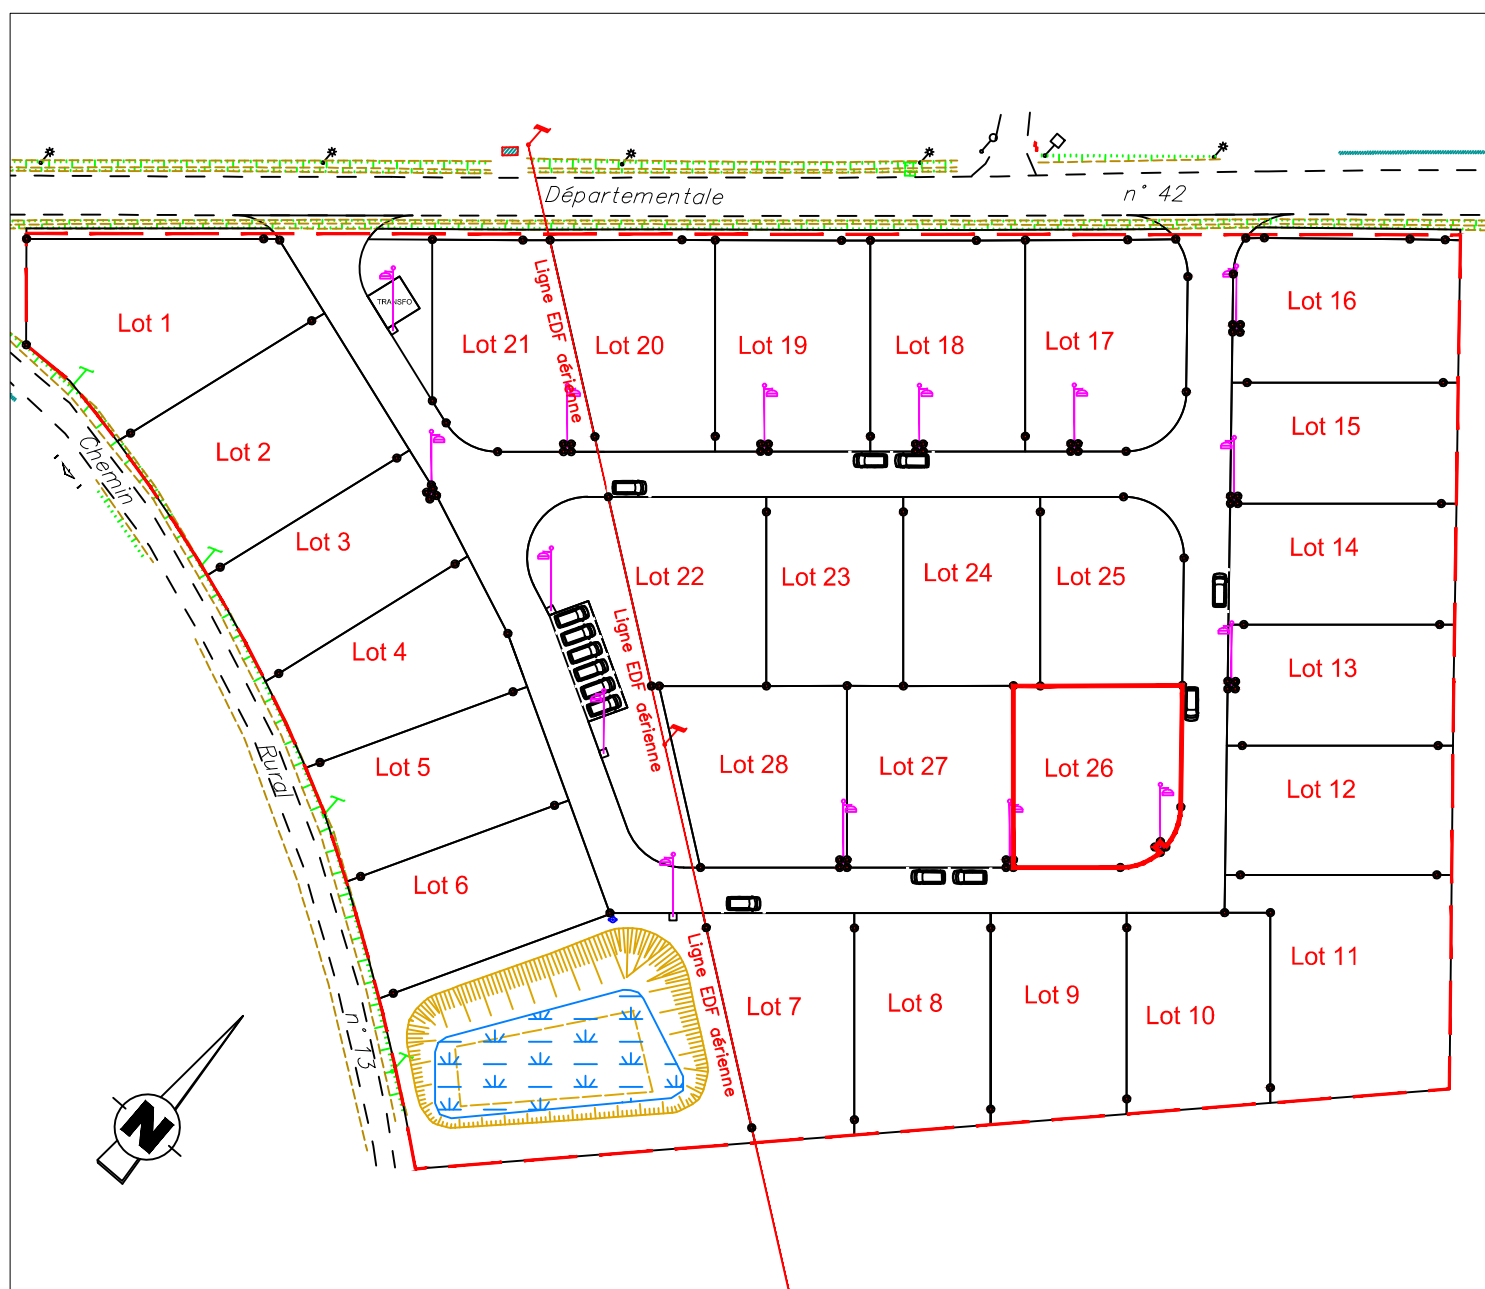 Départementale
n° 42
Lot 1
TRANSFO
Lot 21
Ligne EDF aérienne
Lot 20
Lot 19
Lot 18
Lot 17
Lot 16
Lot 15
Lot 2
Chemin
Lot 3
Lot 14
Lot 22
Lot 23
Lot 24
Lot 25
Lot 4
Ligne EDF aérienne
Lot 13
Lot 5
Rural
Lot 28
Lot 27
Lot 26
Lot 12
Lot 6
Ligne EDF aérienne
Lot 7
Lot 8
Lot 9
Lot 10
Lot 11
n° 13
N